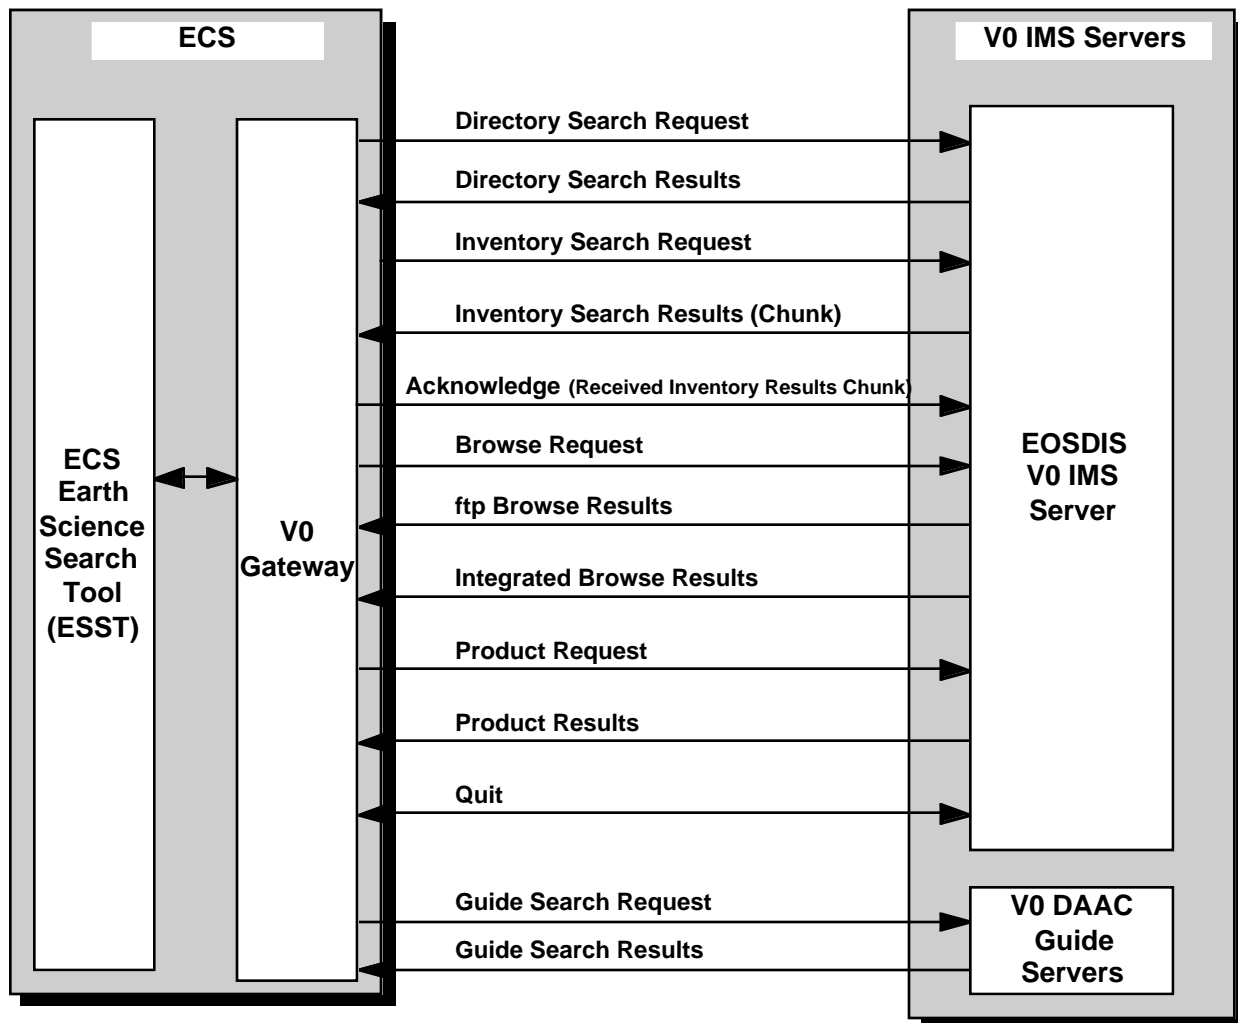 ECS
V0 IMS Servers
Directory Search Request
Directory Search Results
Inventory Search Request
Inventory Search Results (Chunk)
Acknowledge (Received Inventory Results Chunk)
Browse Request
ftp Browse Results
Integrated Browse Results
Product Request
Product Results
Quit
Guide Search Request
Guide Search Results
ECS
Earth
Science
Search
Tool
(ESST)
V0
Gateway
EOSDIS
V0 IMS
Server
V0 DAAC
Guide
Servers